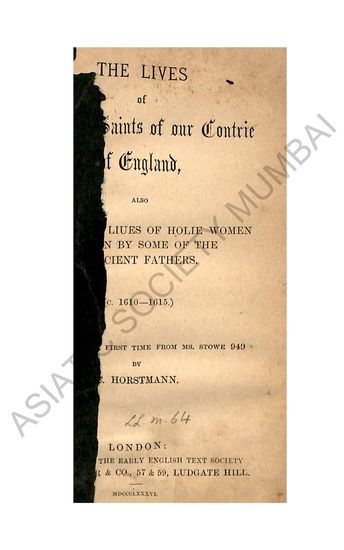 THE LIVES
of
Saints of our Contrie
f England,
ALSO
LIUES OF HOLIE WOMEN
N BY SOME OF THE
CIENT FATHERS.
(c. 1610—1615.)
FIRST TIME FROM MS. STOWE 949
BY
. HORSTMANN.
LL.m.64
LONDON:
THE EARLY ENGLISH TEXT SOCIETY
R & CO., 57 & 59, LUDGATE HILL.
MDCCCLXXXVI.
ASIATIC SOCIETY MUMBAI